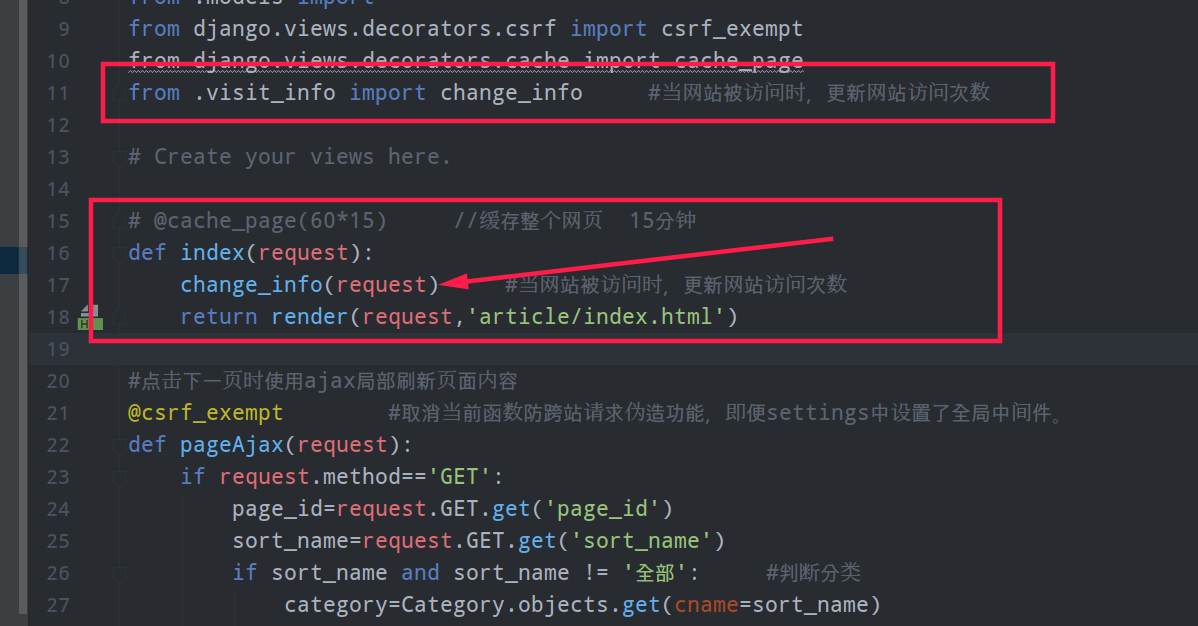 8 from .models import
9 from django.views.decorators.csrf import csrf_exempt
10 from django.views.decorators.cache import cache_page
11 from .visit_info import change_info #当网站被访问时，更新网站访问次数
12
13 # Create your views here.
14
15 # @cache_page(60*15) //缓存整个网页 15分钟
16 def index(request):
17 change_info(request) #当网站被访问时，更新网站访问次数
18 return render(request,'article/index.html')
19
20 #点击下一页时使用ajax局部刷新页面内容
21 @csrf_exempt #取消当前函数防跨站请求伪造功能，即便settings中设置了全局中间件。
22 def pageAjax(request):
23 if request.method=='GET':
24 page_id=request.GET.get('page_id')
25 sort_name=request.GET.get('sort_name')
26 if sort_name and sort_name != '全部': #判断分类
27 category=Category.objects.get(cname=sort_name)